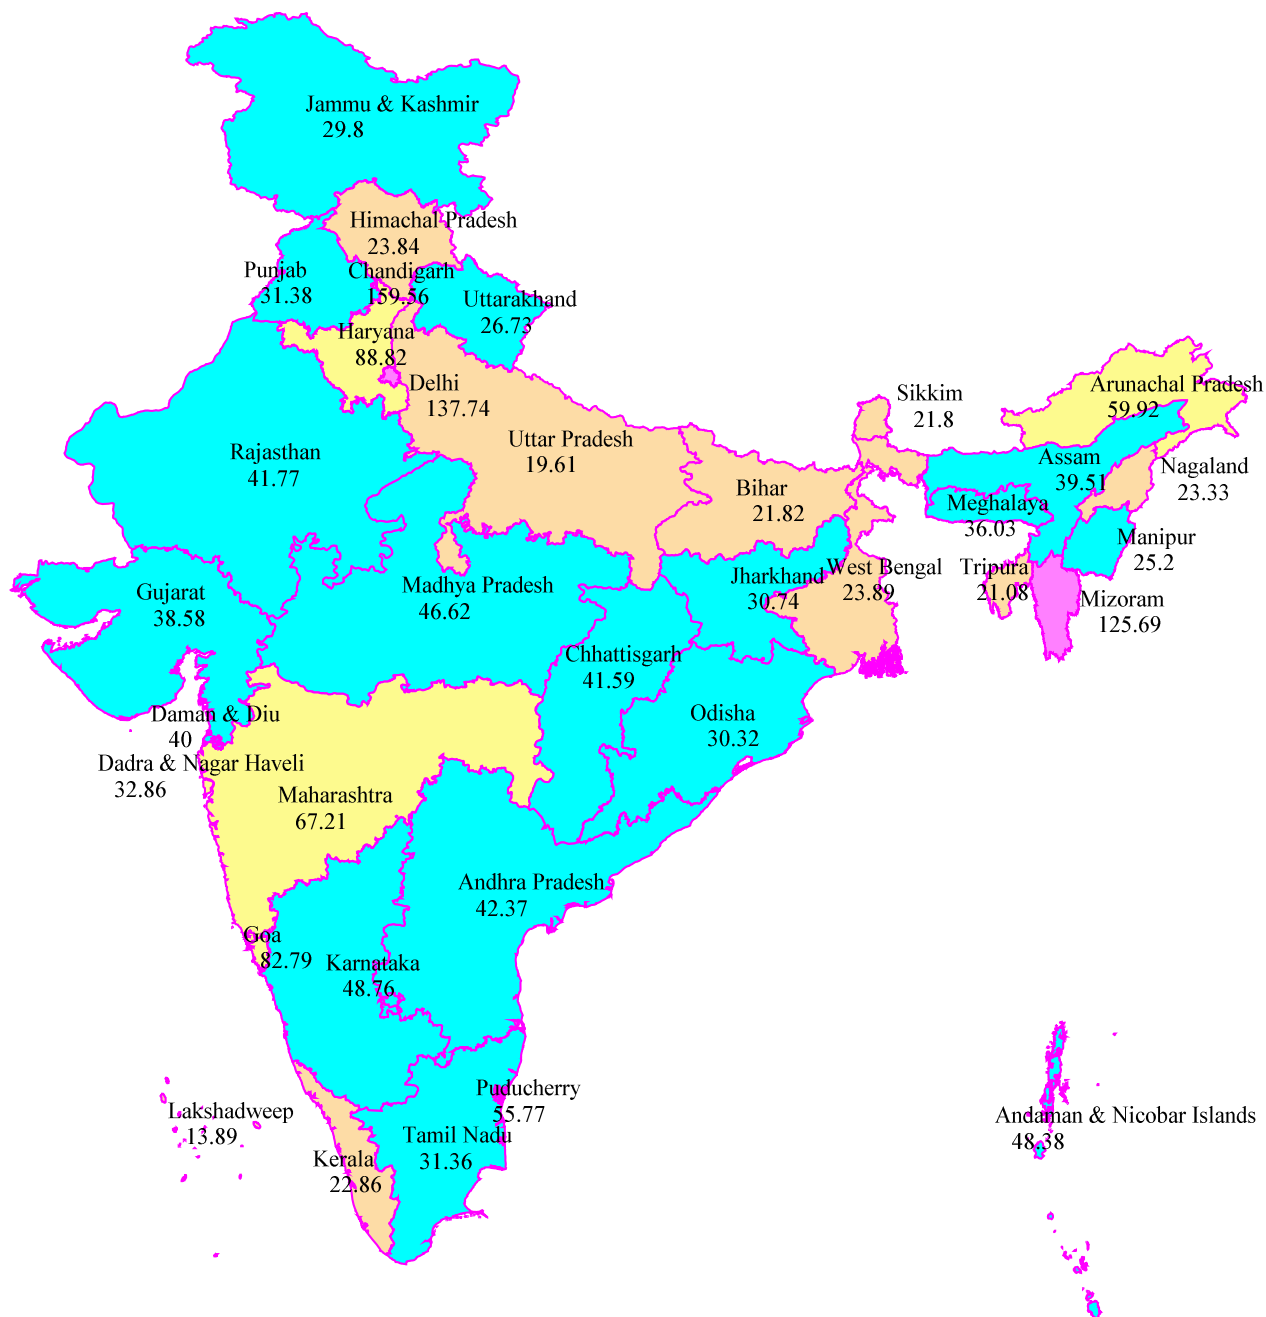 Jammu & Kashmir
29.8
Himachal Pradesh
23.84
Punjab
31.38
Chandigarh
159.56
Uttarakhand
26.73
Haryana
88.82
Delhi
137.74
Sikkim
21.8
Arunachal Pradesh
59.92
Rajasthan
41.77
Uttar Pradesh
19.61
Bihar
21.82
Assam
39.51
Nagaland
23.33
Meghalaya
36.03
Manipur
25.2
Gujarat
38.58
Madhya Pradesh
46.62
Jharkhand
30.74
West Bengal
23.89
Tripura
21.08
Mizoram
125.69
Chhattisgarh
41.59
Daman & Diu
40
Odisha
30.32
Dadra & Nagar Haveli
32.86
Maharashtra
67.21
Andhra Pradesh
42.37
Goa
82.79
Karnataka
48.76
Puducherry
55.77
Lakshadweep
13.89
Andaman & Nicobar Islands
48.38
Tamil Nadu
31.36
Kerala
22.86